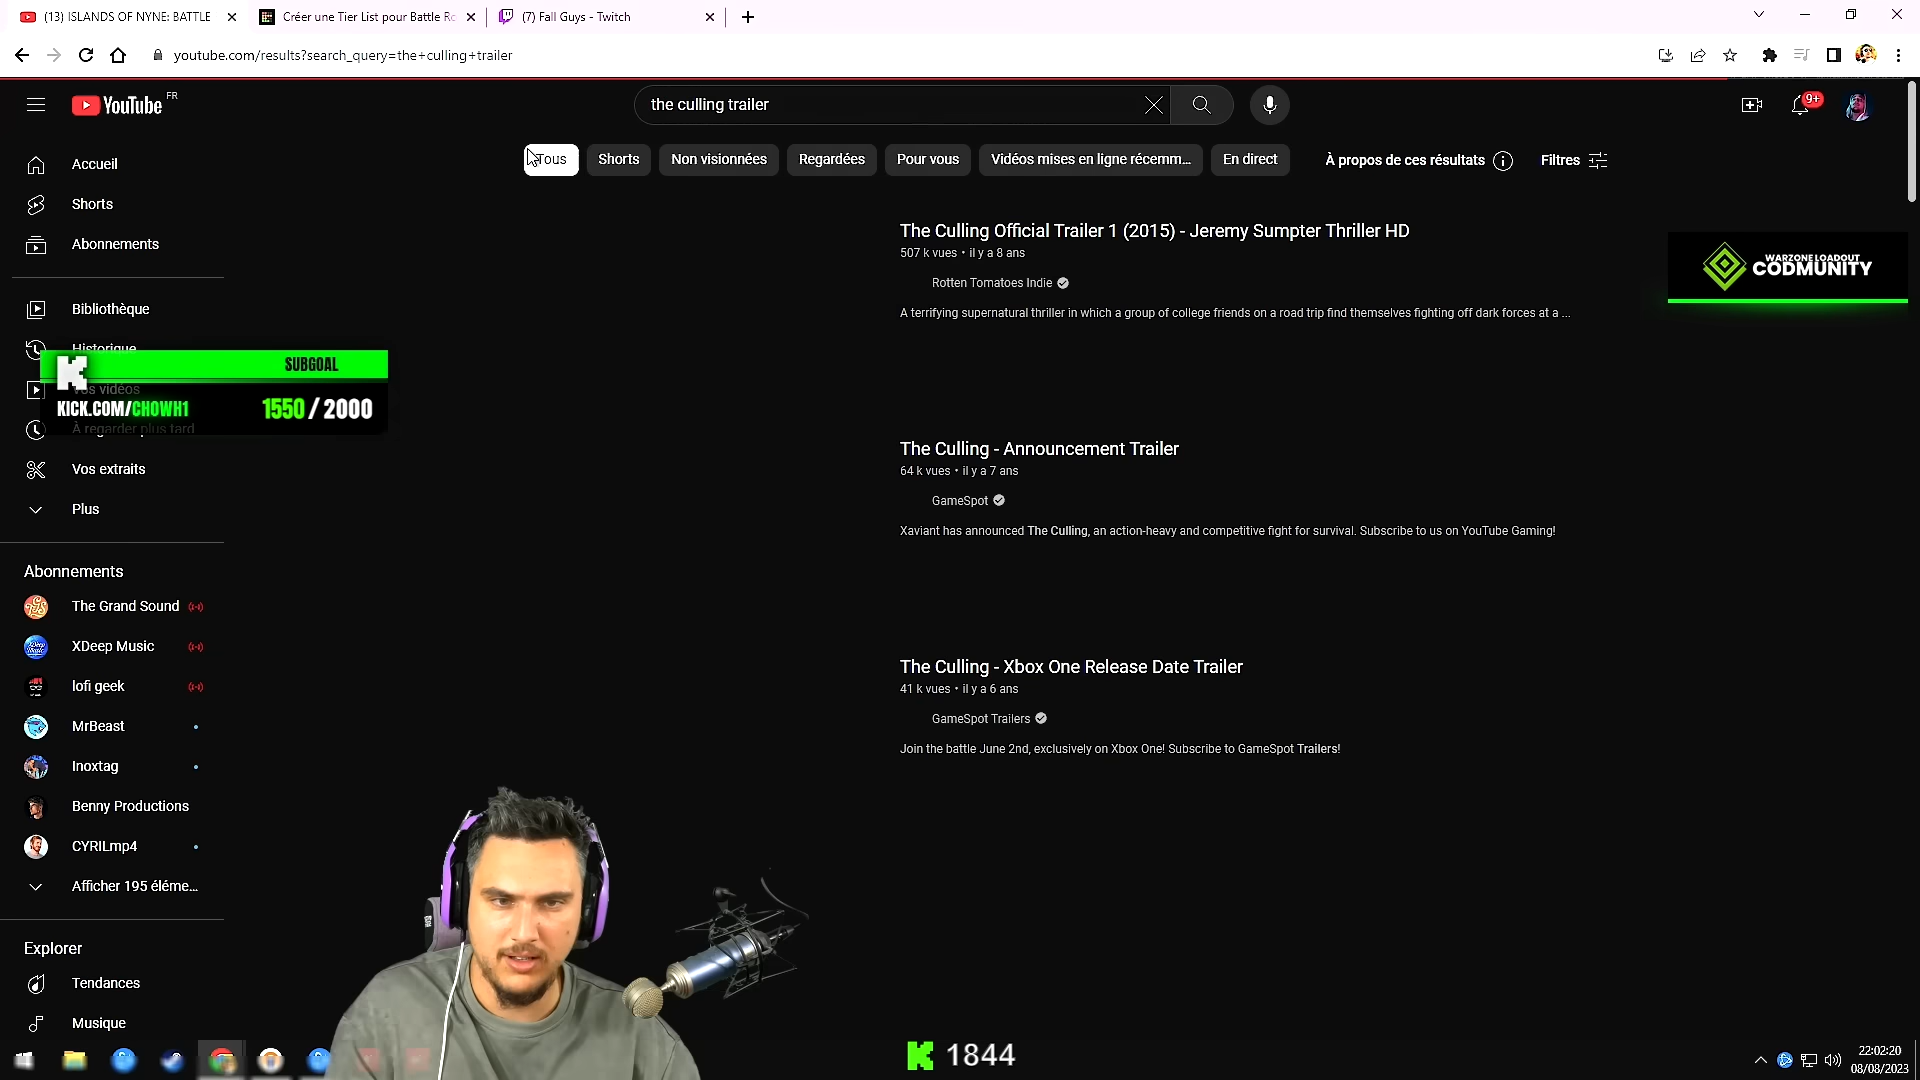 (13) ISLANDS OF NYNE: BATTLE
Créer une Tier List pour Battle Ro
(7) Fall Guys - Twitch
youtube.com/results?search_query=the+culling+trailer
YouTube FR
the culling trailer
9+
Tous
Shorts
Non visionnées
Regardées
Pour vous
Vidéos mises en ligne récemm...
En direct
À propos de ces résultats
Filtres
Accueil
Shorts
Abonnements
Bibliothèque
Historique
Vos vidéos
À regarder plus tard
Vos extraits
Plus
SUBGOAL
KICK.COM/CHOWH1
1550 / 2000
Abonnements
The Grand Sound
XDeep Music
lofi geek
MrBeast
Inoxtag
Benny Productions
CYRILmp4
Afficher 195 éléme...
Explorer
Tendances
Musique
The Culling Official Trailer 1 (2015) - Jeremy Sumpter Thriller HD
507 k vues • il y a 8 ans
Rotten Tomatoes Indie
A terrifying supernatural thriller in which a group of college friends on a road trip find themselves fighting off dark forces at a ...
The Culling - Announcement Trailer
64 k vues • il y a 7 ans
GameSpot
Xaviant has announced The Culling, an action-heavy and competitive fight for survival. Subscribe to us on YouTube Gaming!
The Culling - Xbox One Release Date Trailer
41 k vues • il y a 6 ans
GameSpot Trailers
Join the battle June 2nd, exclusively on Xbox One! Subscribe to GameSpot Trailers!
WARZONE LOADOUT
CODMUNITY
K 1844
22:02:20
08/08/2023